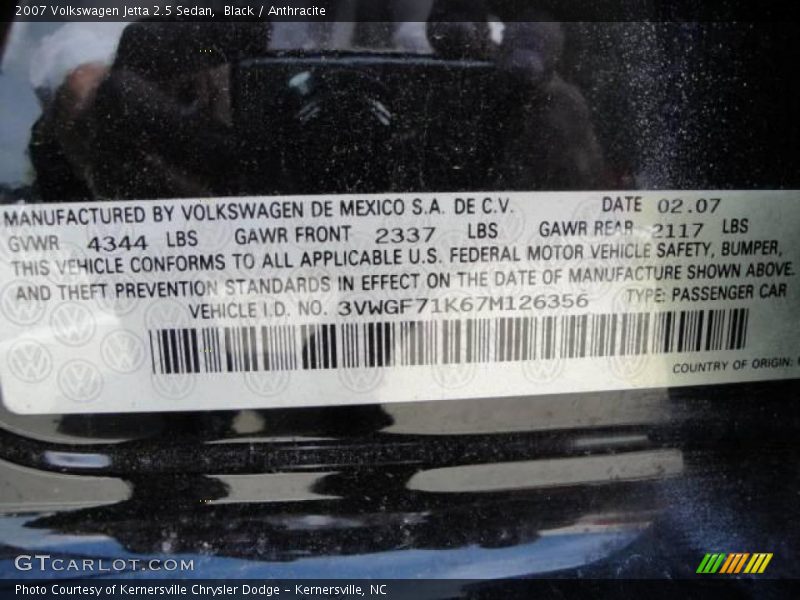 2007 Volkswagen Jetta 2.5 Sedan, Black / Anthracite
MANUFACTURED BY VOLKSWAGEN DE MEXICO S.A. DE C.V. DATE 02.07
GVWR 4344 LBS GAWR FRONT 2337 LBS GAWR REAR 2117 LBS
THIS VEHICLE CONFORMS TO ALL APPLICABLE U.S. FEDERAL MOTOR VEHICLE SAFETY, BUMPER,
AND THEFT PREVENTION STANDARDS IN EFFECT ON THE DATE OF MANUFACTURE SHOWN ABOVE.
VEHICLE I.D. NO. 3VWGF71K67M126356 TYPE: PASSENGER CAR
COUNTRY OF ORIGIN:
GTCARLOT.COM
Photo Courtesy of Kernersville Chrysler Dodge - Kernersville, NC